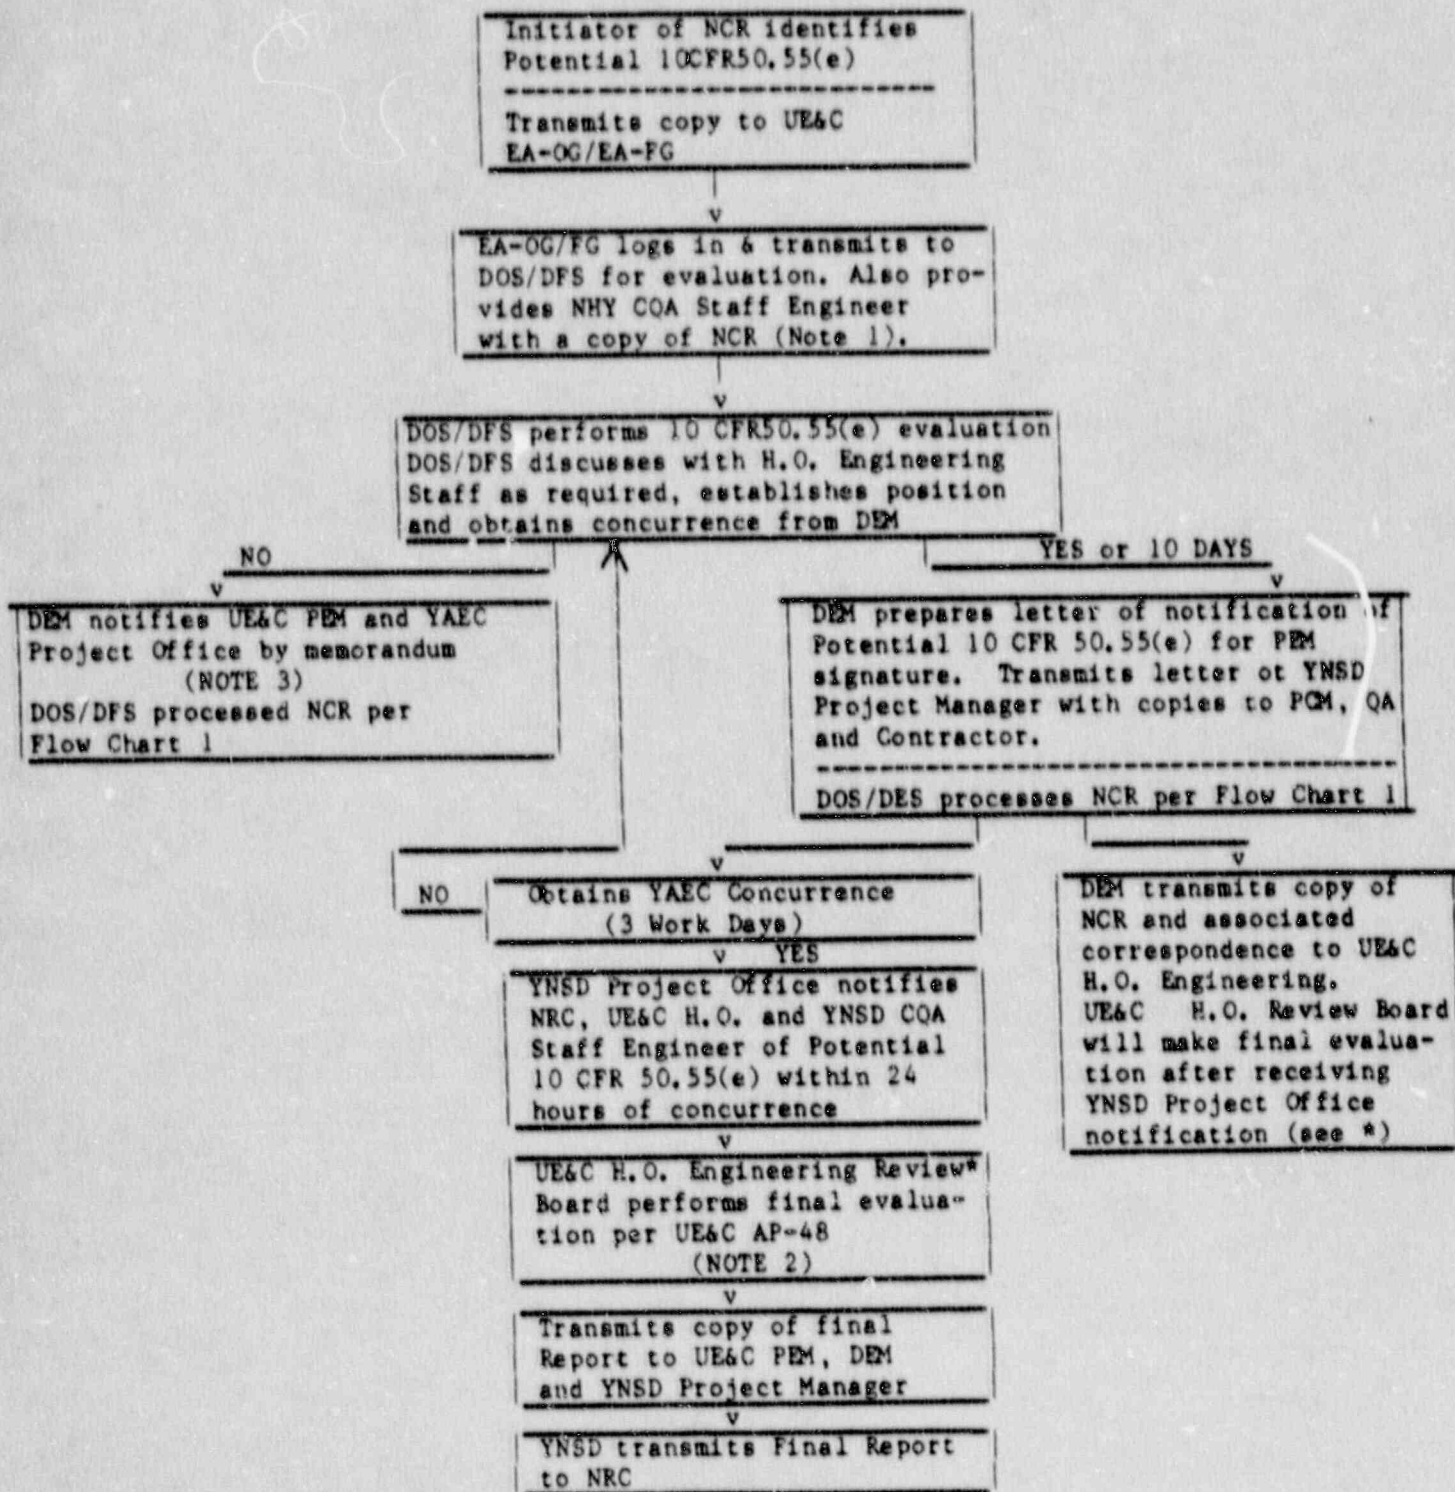 Initiator of NCR identifies
Potential 10CFR50.55(e)
Transmits copy to UE&C
EA-OG/EA-FG
v
EA-OG/FG logs in & transmits to
DOS/DFS for evaluation. Also pro-
vides NHY CQA Staff Engineer
with a copy of NCR (Note 1).
v
DOS/DFS performs 10 CFR50.55(e) evaluation
DOS/DFS discusses with H.O. Engineering
Staff as required, establishes position
and obtains concurrence from DEM
NO
v
DEM notifies UE&C PEM and YAEC
Project Office by memorandum
(NOTE 3)
DOS/DFS processed NCR per
Flow Chart 1
YES or 10 DAYS
v
DEM prepares letter of notification of
Potential 10 CFR 50.55(e) for PEM
signature. Transmits letter ot YNSD
Project Manager with copies to PCM, QA
and Contractor.
DOS/DES processes NCR per Flow Chart 1
v
NO
Obtains YAEC Concurrence
(3 Work Days)
v YES
YNSD Project Office notifies
NRC, UE&C H.O. and YNSD CQA
Staff Engineer of Potential
10 CFR 50.55(e) within 24
hours of concurrence
v
UE&C H.O. Engineering Review*
Board performs final evalua-
tion per UE&C AP-48
(NOTE 2)
v
Transmits copy of final
Report to UE&C PEM, DEM
and YNSD Project Manager
v
YNSD transmits Final Report
to NRC
v
DEM transmits copy of
NCR and associated
correspondence to UE&C
H.O. Engineering.
UE&C H.O. Review Board
will make final evalua-
tion after receiving
YNSD Project Office
notification (see *)